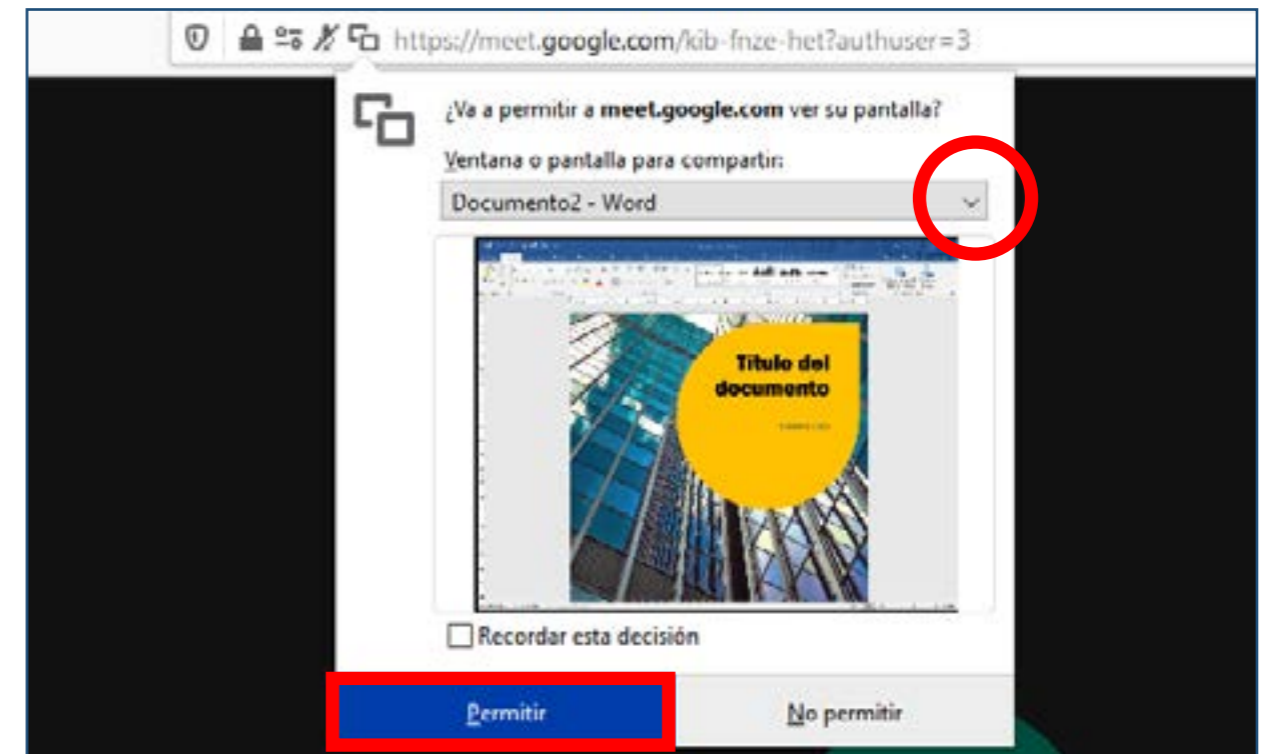 https://meet.google.com/kib-fnze-het?authuser=3
¿Va a permitir a meet.google.com ver su pantalla?
Ventana o pantalla para compartir:
Documento2 - Word
Título del
documento
Recordar esta decisión
Permitir
No permitir